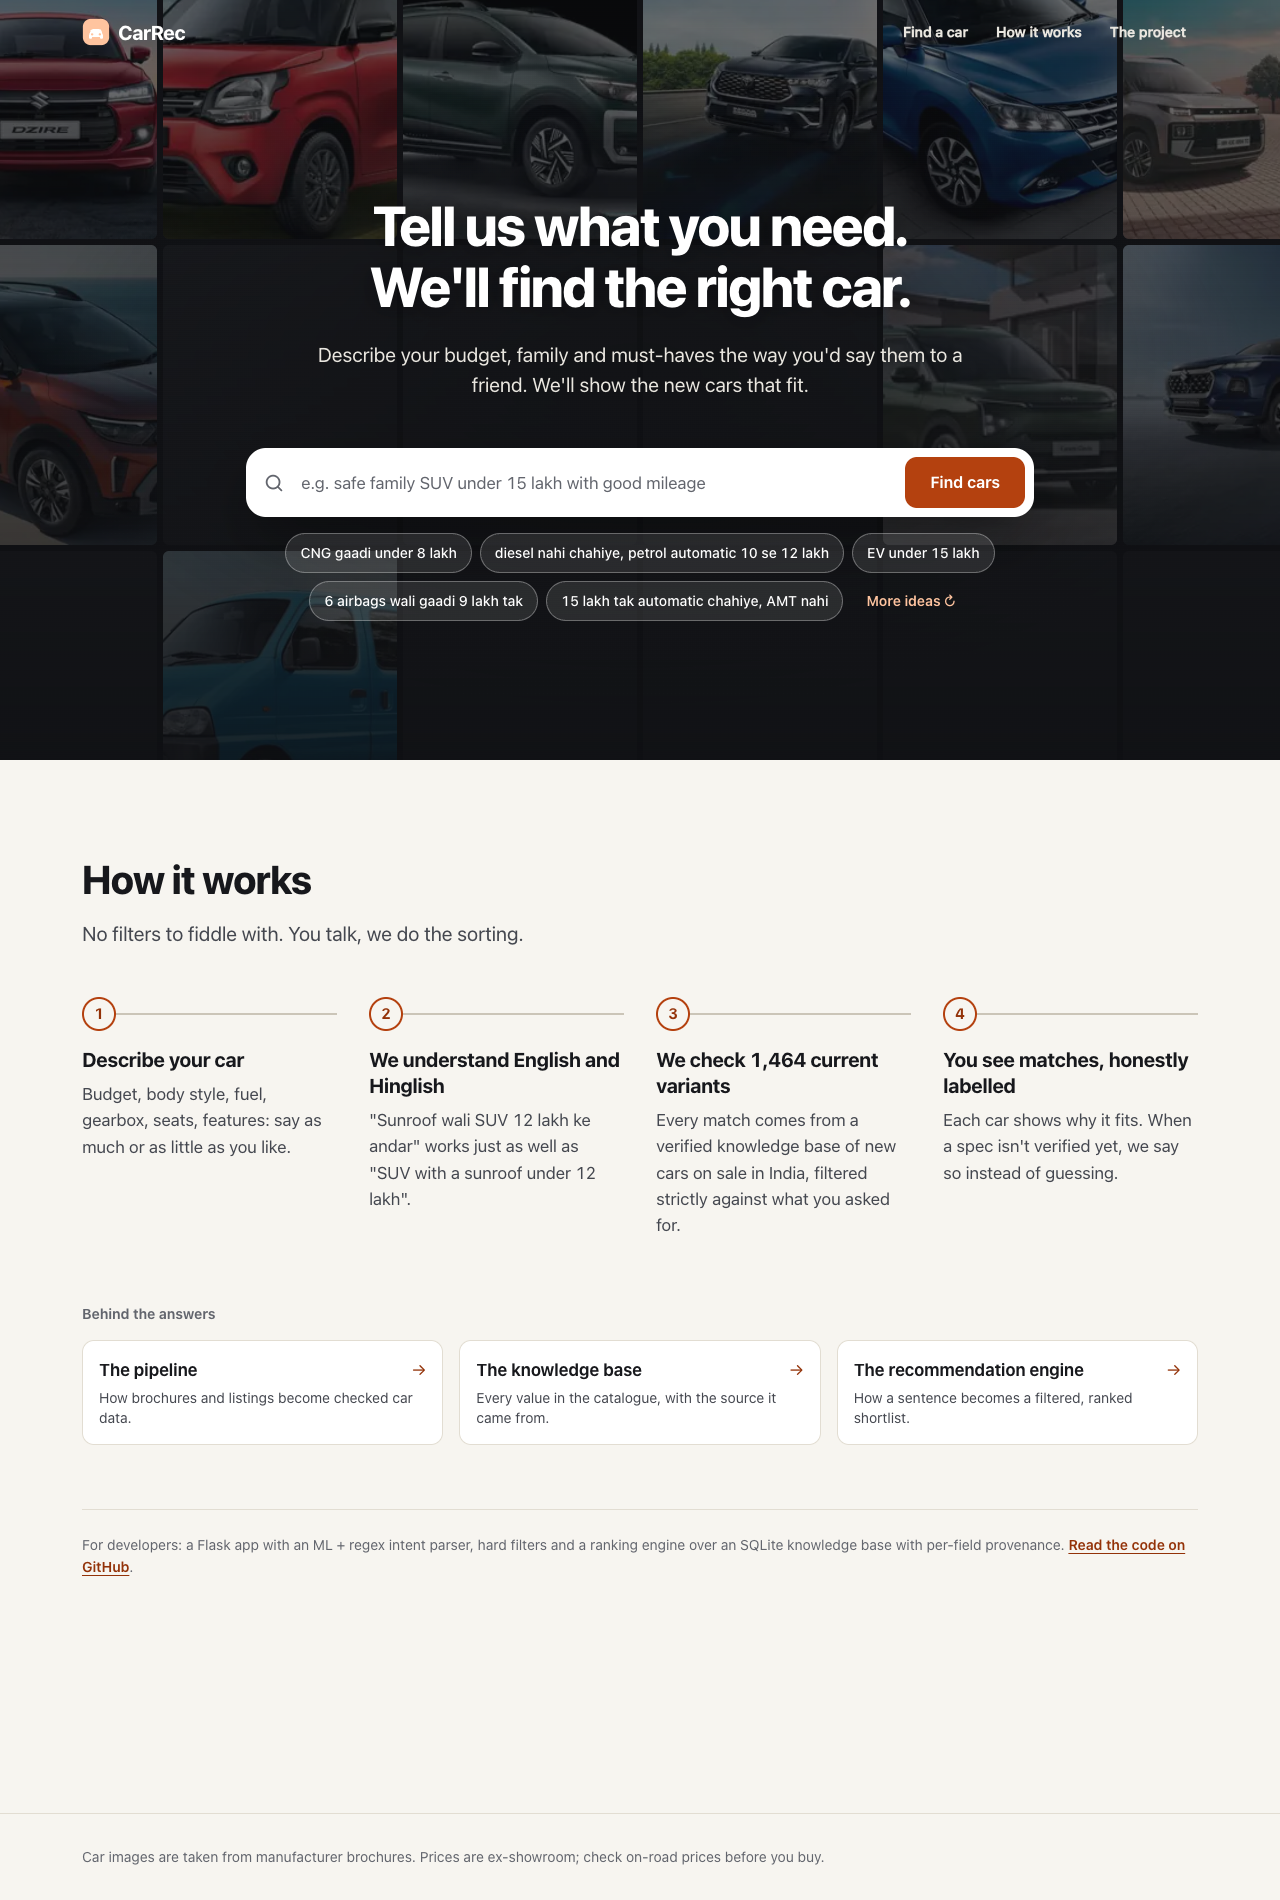 CarRec
Find a car
How it works
The project
DZIRE
Tell us what you need.
We'll find the right car.
Describe your budget, family and must-haves the way you'd say them to a
friend. We'll show the new cars that fit.
e.g. safe family SUV under 15 lakh with good mileage
Find cars
CNG gaadi under 8 lakh
diesel nahi chahiye, petrol automatic 10 se 12 lakh
EV under 15 lakh
6 airbags wali gaadi 9 lakh tak
15 lakh tak automatic chahiye, AMT nahi
More ideas ↻
How it works
No filters to fiddle with. You talk, we do the sorting.
1
Describe your car
Budget, body style, fuel,
gearbox, seats, features: say as
much or as little as you like.
2
We understand English and
Hinglish
"Sunroof wali SUV 12 lakh ke
andar" works just as well as
"SUV with a sunroof under 12
lakh".
3
We check 1,464 current
variants
Every match comes from a
verified knowledge base of new
cars on sale in India, filtered
strictly against what you asked
for.
4
You see matches, honestly
labelled
Each car shows why it fits. When
a spec isn't verified yet, we say
so instead of guessing.
Behind the answers
The pipeline →
How brochures and listings become checked car
data.
The knowledge base →
Every value in the catalogue, with the source it
came from.
The recommendation engine →
How a sentence becomes a filtered, ranked
shortlist.
For developers: a Flask app with an ML + regex intent parser, hard filters and a ranking engine over an SQLite knowledge base with per-field provenance. Read the code on
GitHub.
Car images are taken from manufacturer brochures. Prices are ex-showroom; check on-road prices before you buy.